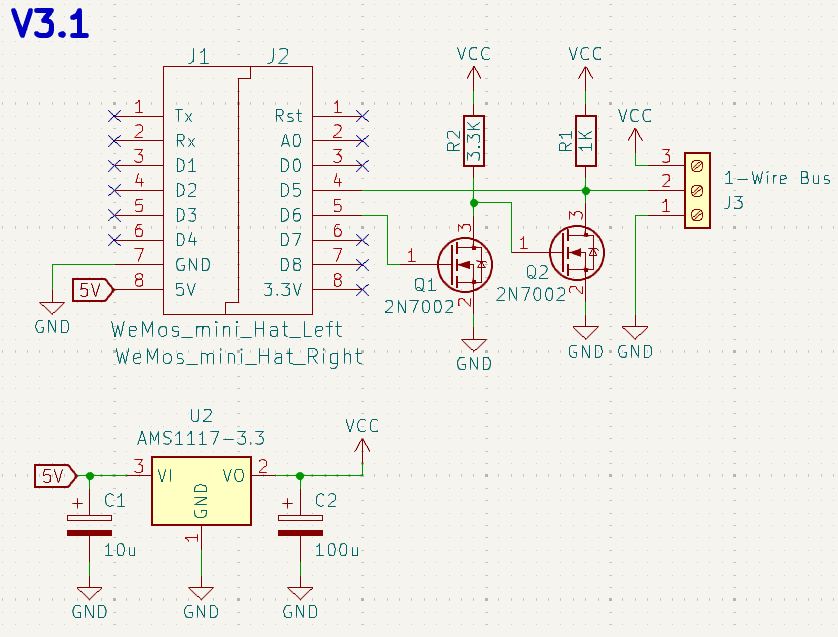 V3.1
J1 J2
1 Tx Rst 1
2 Rx A0 2
3 D1 D0 3
4 D2 D5 4
5 D3 D6 5
6 D4 D7 6
7 GND D8 7
8 5V 3.3V 8
5V
GND
WeMos_mini_Hat_Left
WeMos_mini_Hat_Right
VCC
R2
3.3K
1
3
2
Q1
2N7002
GND
VCC
R1
1K
1
3
2
Q2
2N7002
GND
VCC
3
2
1
1-Wire Bus
J3
GND
U2
AMS1117-3.3
5V
3 VI VO 2
GND
1
VCC
+ C1
10u
+ C2
100u
GND
GND
GND